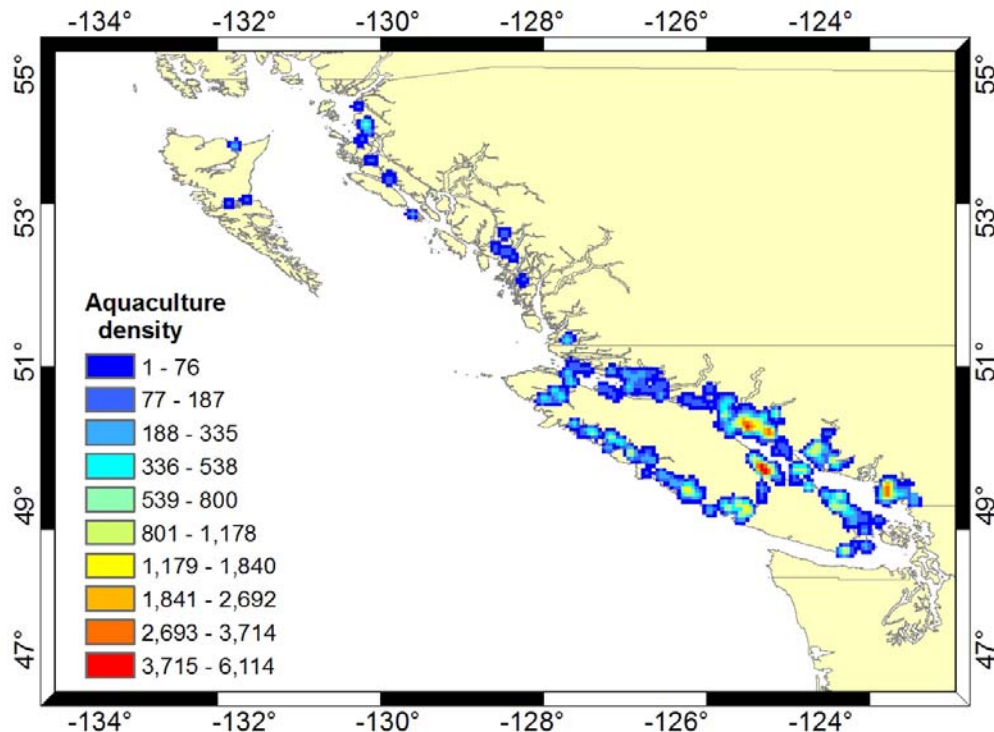 -134° -132° -130° -128° -126° -124°
55° 55°
53° 53°
51° 51°
49° 49°
47° 47°
Aquaculture
density
1 - 76
77 - 187
188 - 335
336 - 538
539 - 800
801 - 1,178
1,179 - 1,840
1,841 - 2,692
2,693 - 3,714
3,715 - 6,114
-134° -132° -130° -128° -126° -124°